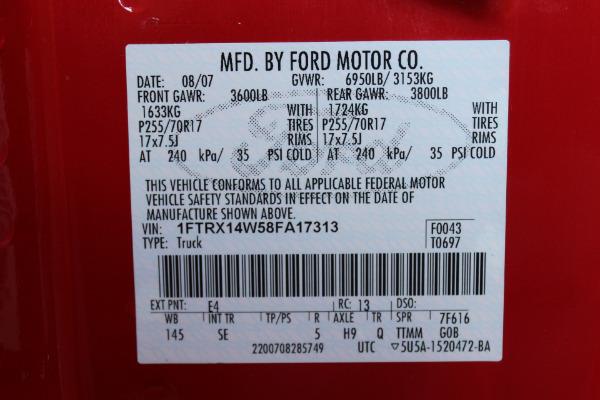 MFD. BY FORD MOTOR CO.
DATE: 08/07 GVWR: 6950LB/ 3153KG
FRONT GAWR: 3600LB REAR GAWR: 3800LB
1633KG WITH 1724KG WITH
P255/70R17 TIRES P255/70R17 TIRES
17x7.5J RIMS 17x7.5J RIMS
AT 240 kPa/ 35 PSI COLD AT 240 kPa/ 35 PSI COLD
THIS VEHICLE CONFORMS TO ALL APPLICABLE FEDERAL MOTOR
VEHICLE SAFETY STANDARDS IN EFFECT ON THE DATE OF
MANUFACTURE SHOWN ABOVE.
VIN: 1FTRX14W58FA17313 F0043
TYPE: Truck T0697
EXT PNT: E4 RC: 13 DSO:
WB INT TR TP/PS R AXLE TR SPR 7F616
145 SE 5 H9 Q TTMM GOB
2200708285749 UTC ▽5U5A-1520472-BA
Ford